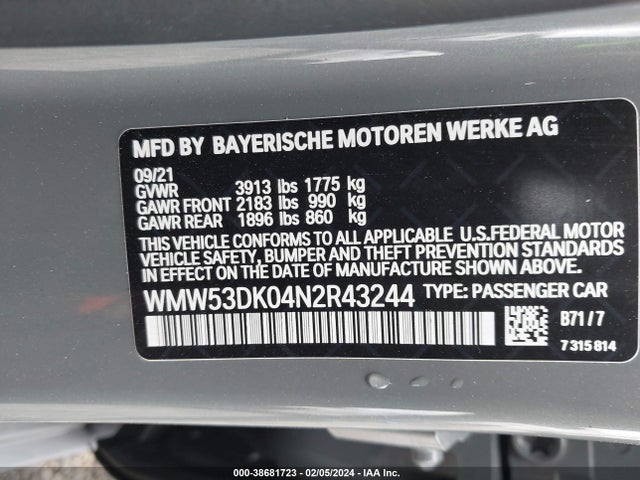 MFD BY BAYERISCHE MOTOREN WERKE AG
09/21
GVWR 3913 lbs 1775 kg
GAWR FRONT 2183 lbs 990 kg
GAWR REAR 1896 lbs 860 kg
THIS VEHICLE CONFORMS TO ALL APPLICABLE U.S.FEDERAL MOTOR
VEHICLE SAFETY, BUMPER AND THEFT PREVENTION STANDARDS
IN EFFECT ON THE DATE OF MANUFACTURE SHOWN ABOVE.
WMW53DK04N2R43244 TYPE: PASSENGER CAR
B71/7
7315814
000-38681723 - 02/05/2024 - IAA Inc.